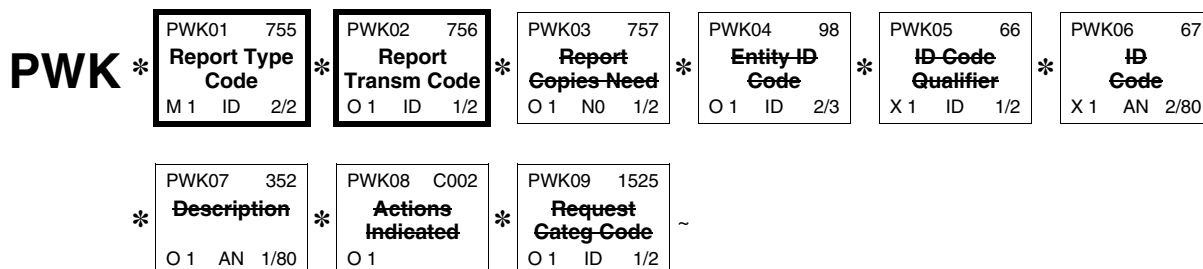 PWK * PWK01 755 * PWK02 756 * PWK03 757 * PWK04 98 * PWK05 66 * PWK06 67
Report Type Report Report Entity ID ID Code ID
Code Transm Code Copies Need Code Qualifier Code
M 1 ID 2/2 O 1 ID 1/2 O 1 N0 1/2 O 1 ID 2/3 X 1 ID 1/2 X 1 AN 2/80
* PWK07 352 * PWK08 C002 * PWK09 1525 ~
Description Actions Request
Indicated Categ Code
O 1 AN 1/80 O 1 O 1 ID 1/2